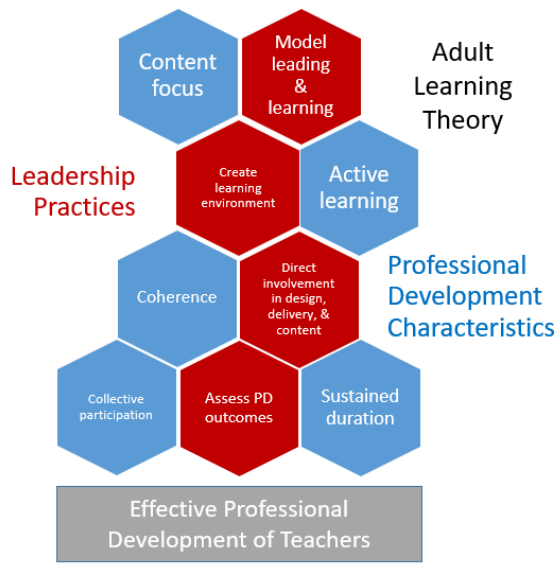 Content
focus
Model
leading
&
learning
Adult
Learning
Theory
Leadership
Practices
Create
learning
environment
Active
learning
Coherence
Direct
involvement
in design,
delivery, &
content
Professional
Development
Characteristics
Collective
participation
Assess PD
outcomes
Sustained
duration
Effective Professional
Development of Teachers